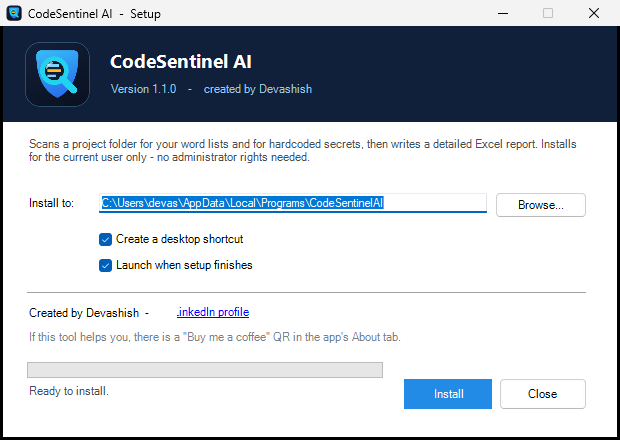 CodeSentinel AI - Setup
CodeSentinel AI
Version 1.1.0 - created by Devashish
Scans a project folder for your word lists and for hardcoded secrets, then writes a detailed Excel report. Installs
for the current user only - no administrator rights needed.
Install to: C:\Users\devas\AppData\Local\Programs\CodeSentinelAI Browse...
Create a desktop shortcut
Launch when setup finishes
Created by Devashish - .inkedIn profile
If this tool helps you, there is a "Buy me a coffee" QR in the app's About tab.
Ready to install.
Install Close